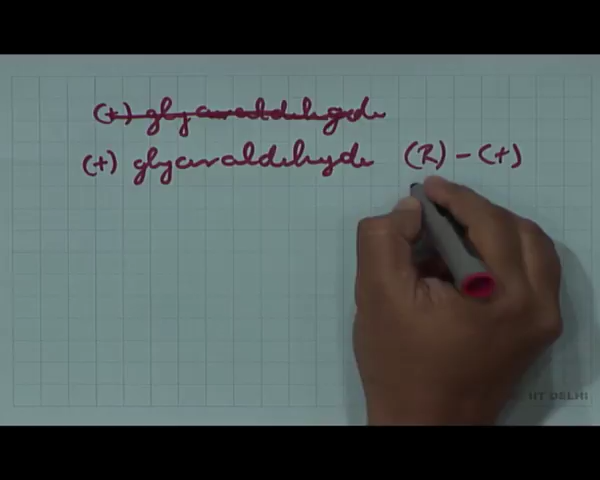 (+) glyceraldehyde
(+) glyceraldehyde (R) - (+)
IIT DELHI